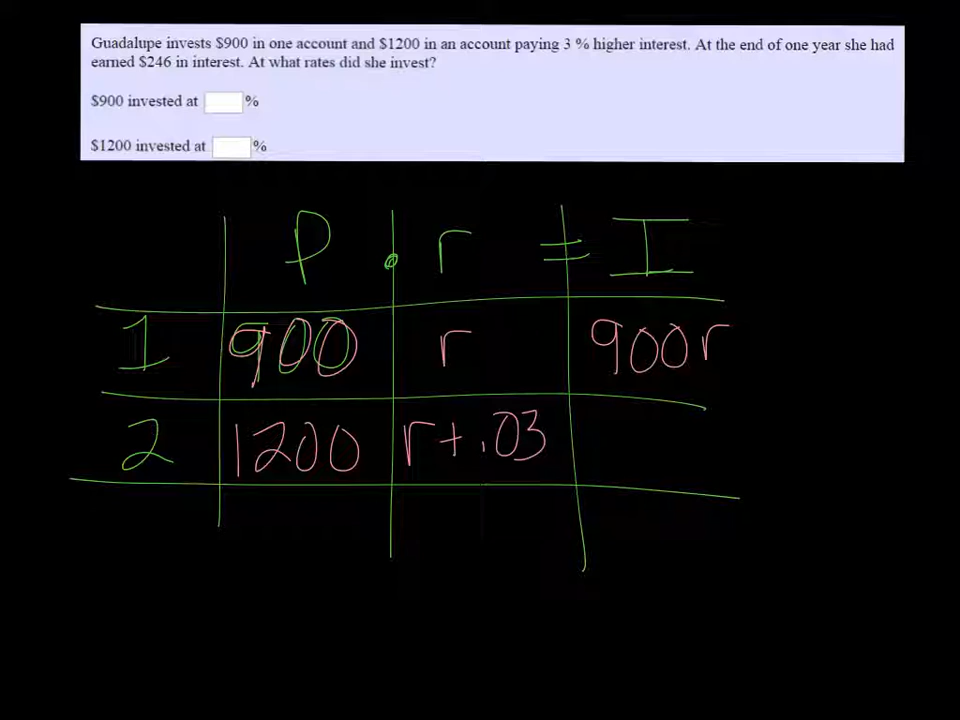 Guadalupe invests $900 in one account and $1200 in an account paying 3 % higher interest. At the end of one year she had
earned $246 in interest. At what rates did she invest?
$900 invested at %
$1200 invested at %
P • r = I
1 900 r 900r
2 1200 r + .03